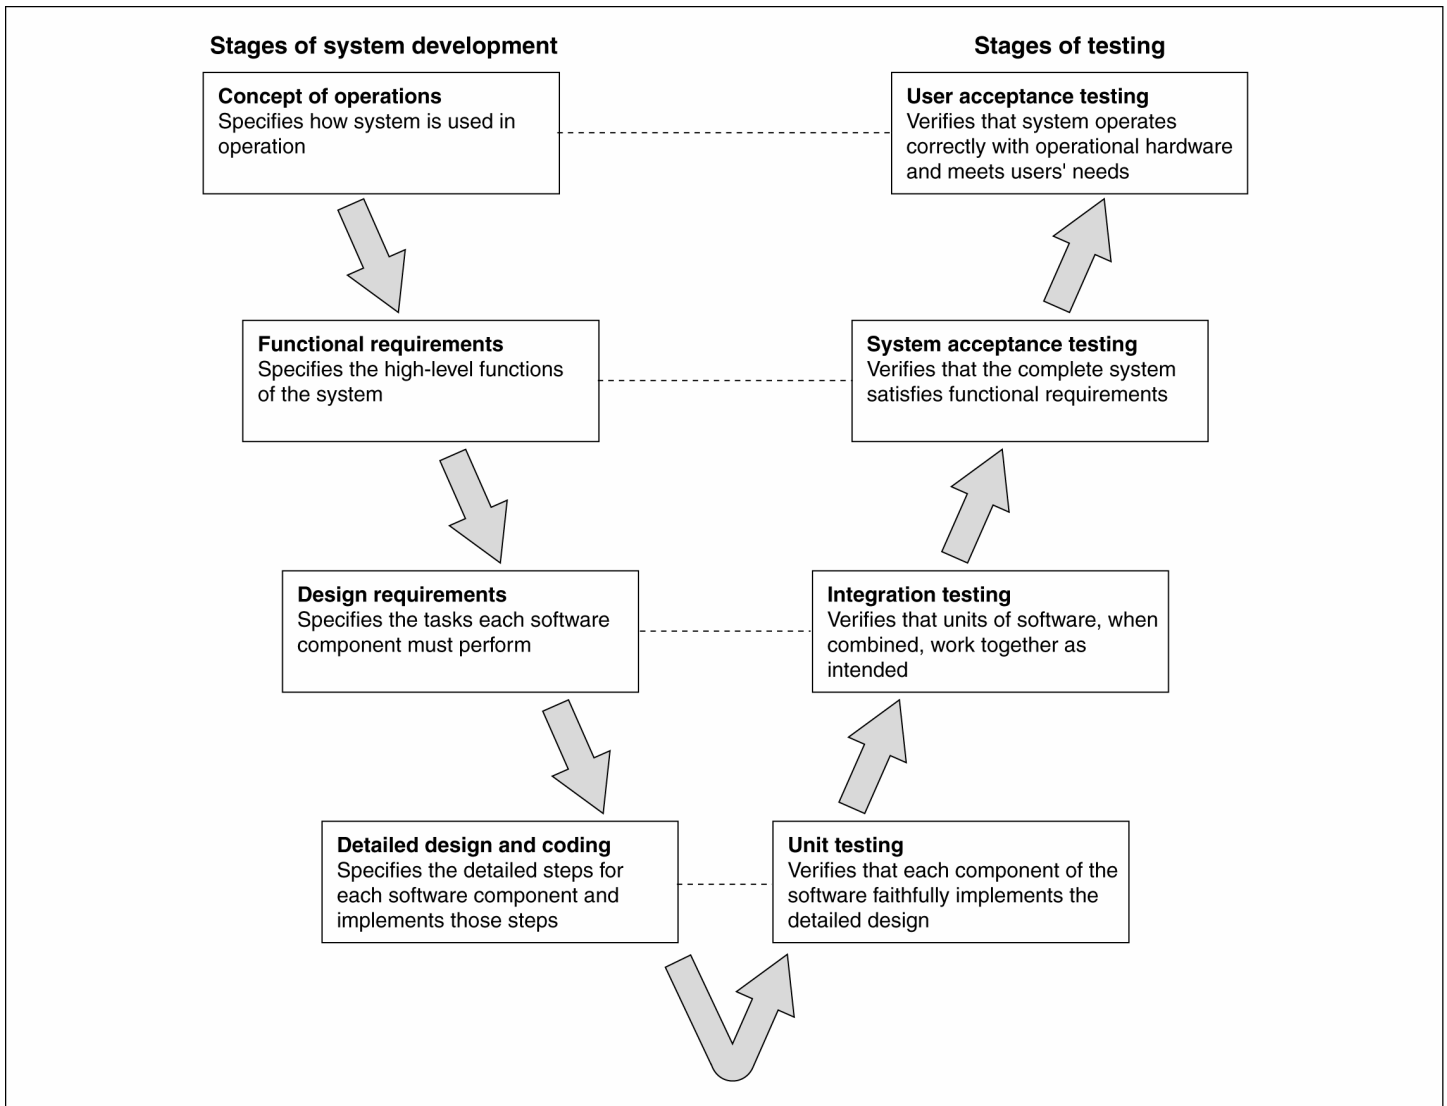 Stages of system development
Stages of testing
Concept of operations
Specifies how system is used in
operation
User acceptance testing
Verifies that system operates
correctly with operational hardware
and meets users' needs
Functional requirements
Specifies the high-level functions
of the system
System acceptance testing
Verifies that the complete system
satisfies functional requirements
Design requirements
Specifies the tasks each software
component must perform
Integration testing
Verifies that units of software, when
combined, work together as
intended
Detailed design and coding
Specifies the detailed steps for
each software component and
implements those steps
Unit testing
Verifies that each component of the
software faithfully implements the
detailed design